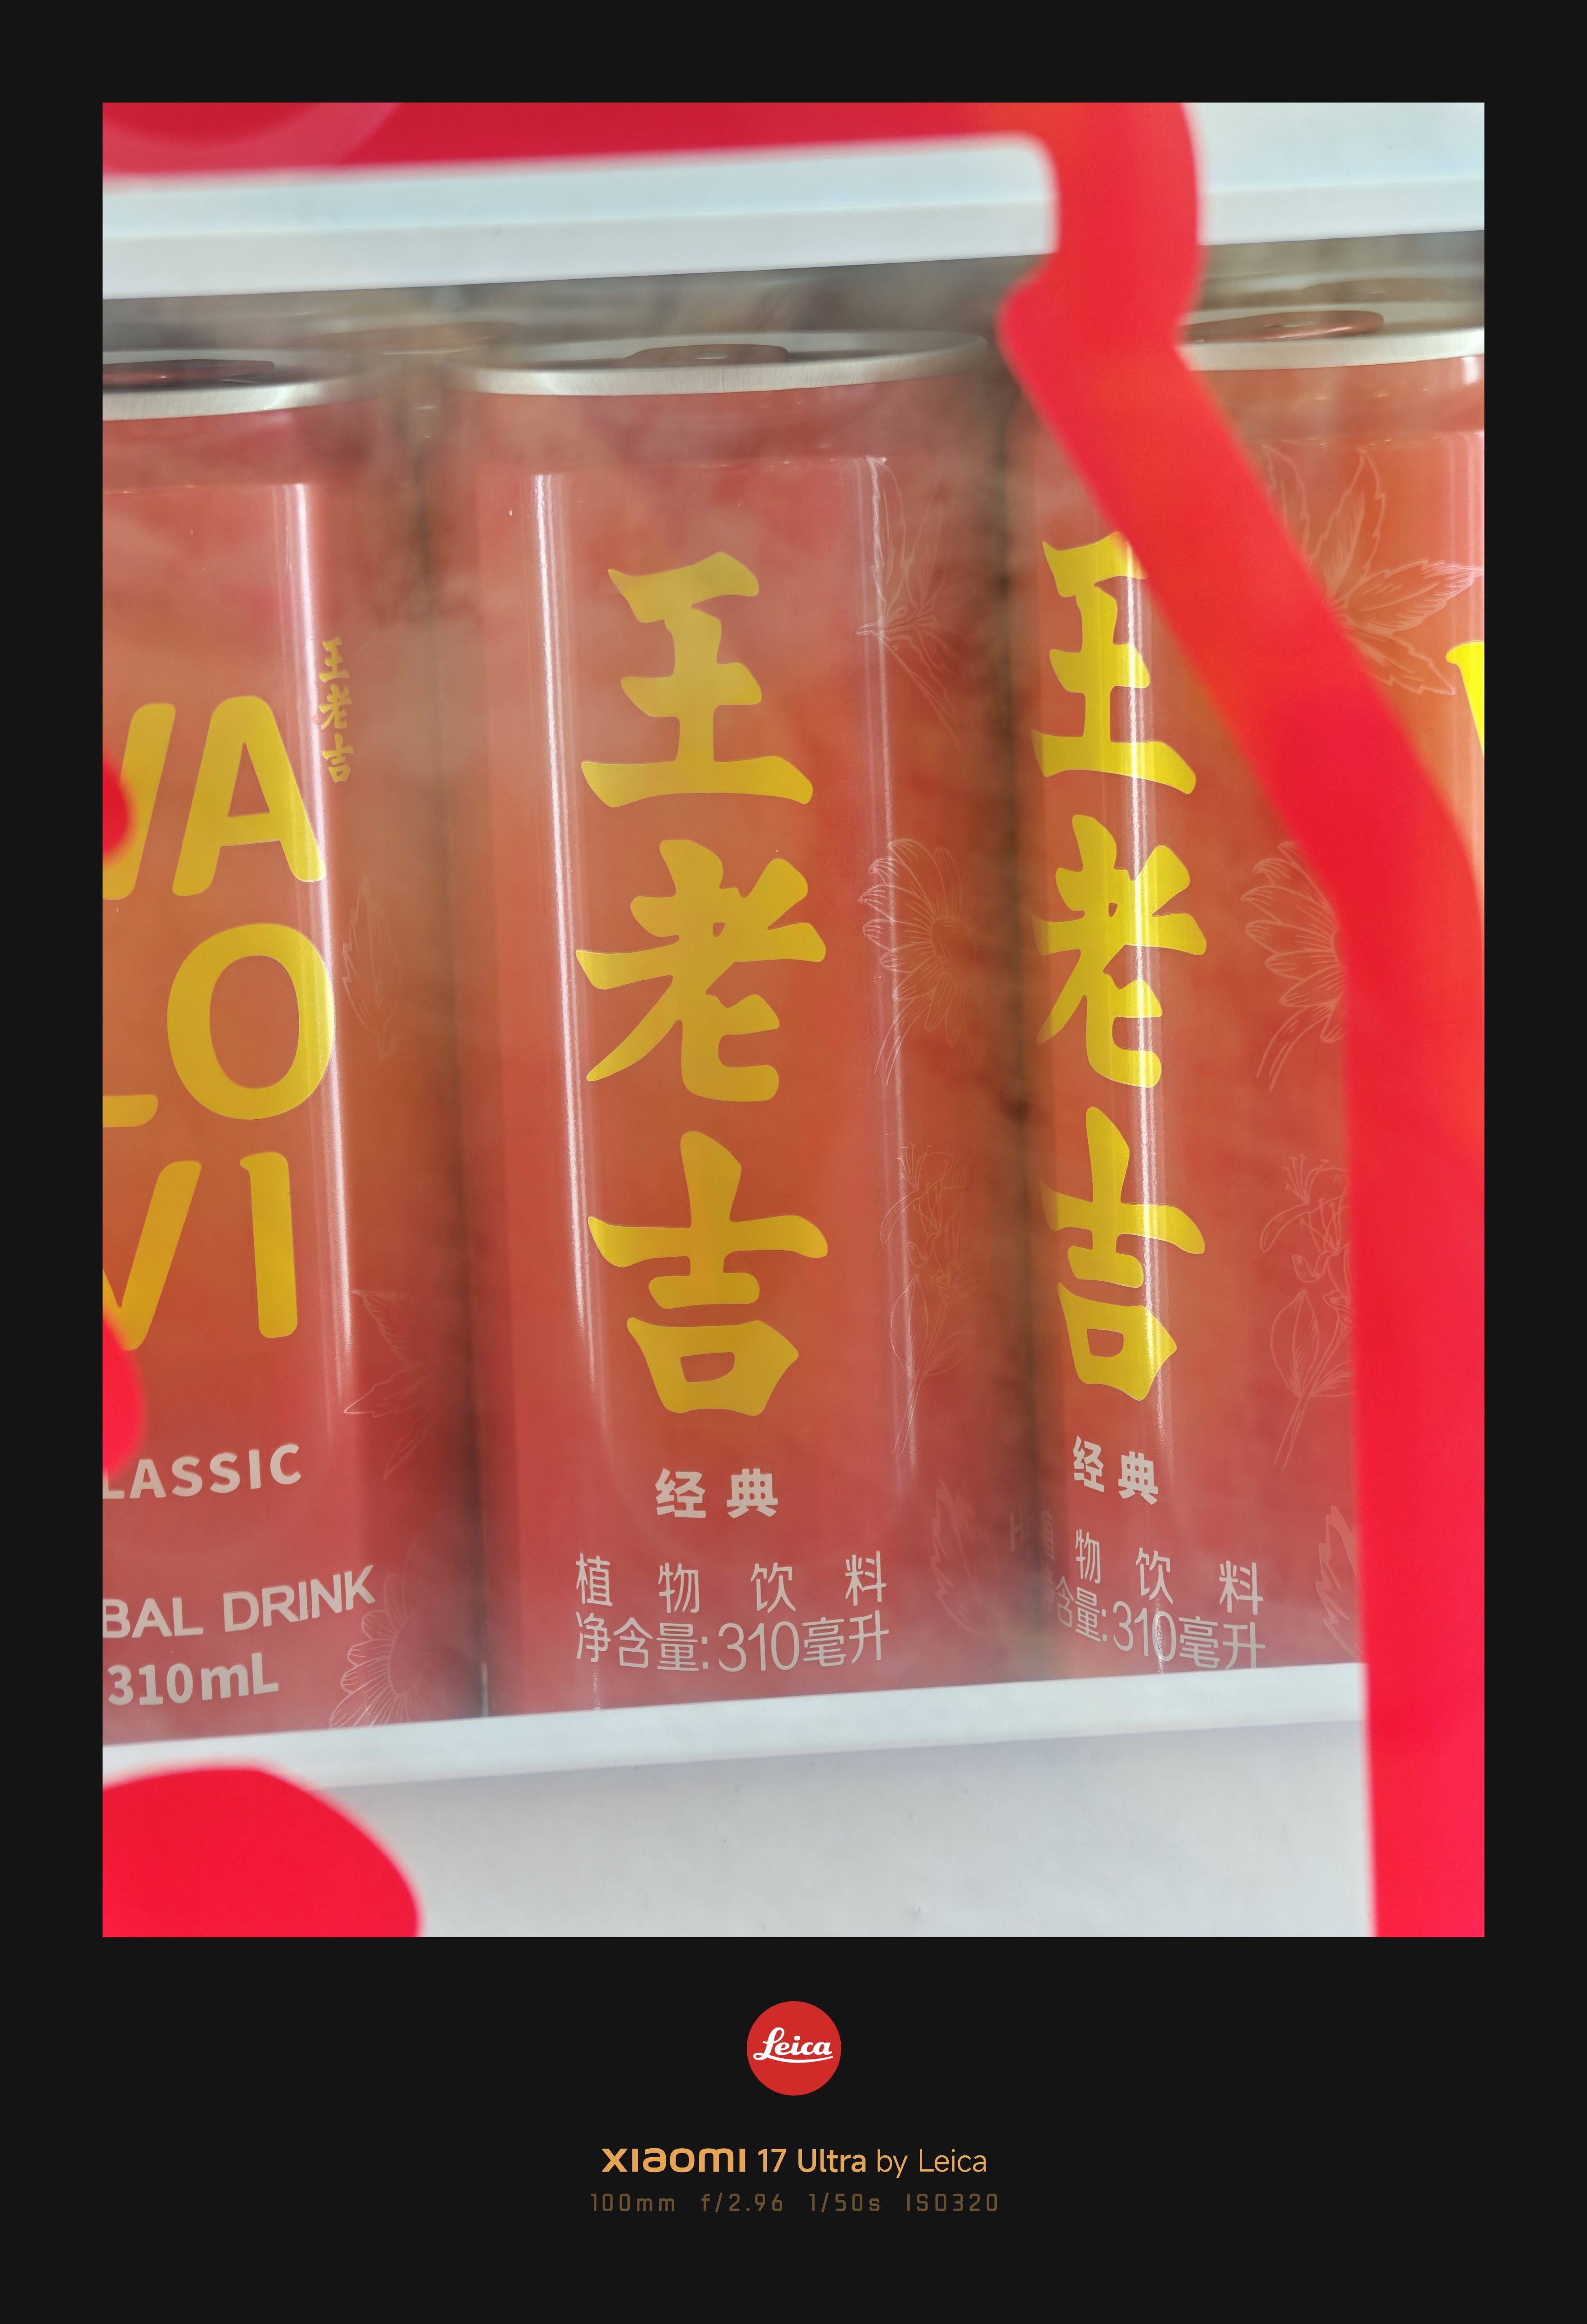 WA
LO
VI
王老吉
LASSIC
BAL DRINK
310mL
王老吉
经典
植物饮料
净含量:310毫升
王老吉
经典
物饮料
含量:310毫升
Leica
xiaomi 17 Ultra by Leica
100mm f/2.96 1/50s ISO320